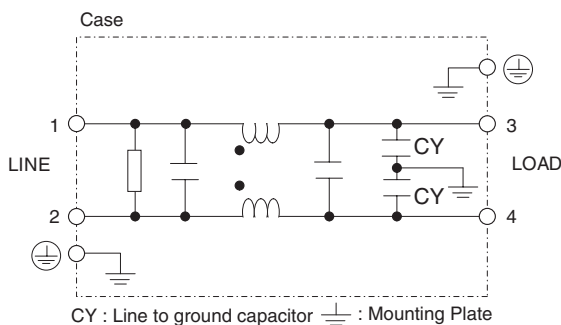 Case
1
3
CY
LINE
LOAD
CY
2
4
CY : Line to ground capacitor : Mounting Plate